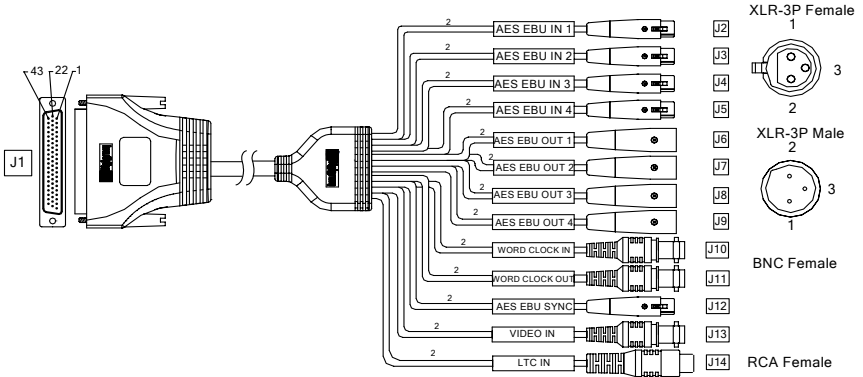 XLR-3P Female
1
2 AES EBU IN 1 J2
2 AES EBU IN 2 J3
3
43 22 1
2 AES EBU IN 3 J4
2 AES EBU IN 4 J5
2
2 AES EBU OUT 1 J6
XLR-3P Male
2
J1
2 AES EBU OUT 2 J7
2 AES EBU OUT 3 J8
3
2 AES EBU OUT 4 J9
1
2 WORD CLOCK IN J10
BNC Female
2 WORD CLOCK OUT J11
2 AES EBU SYNC J12
2 VIDEO IN J13
2 LTC IN J14 RCA Female